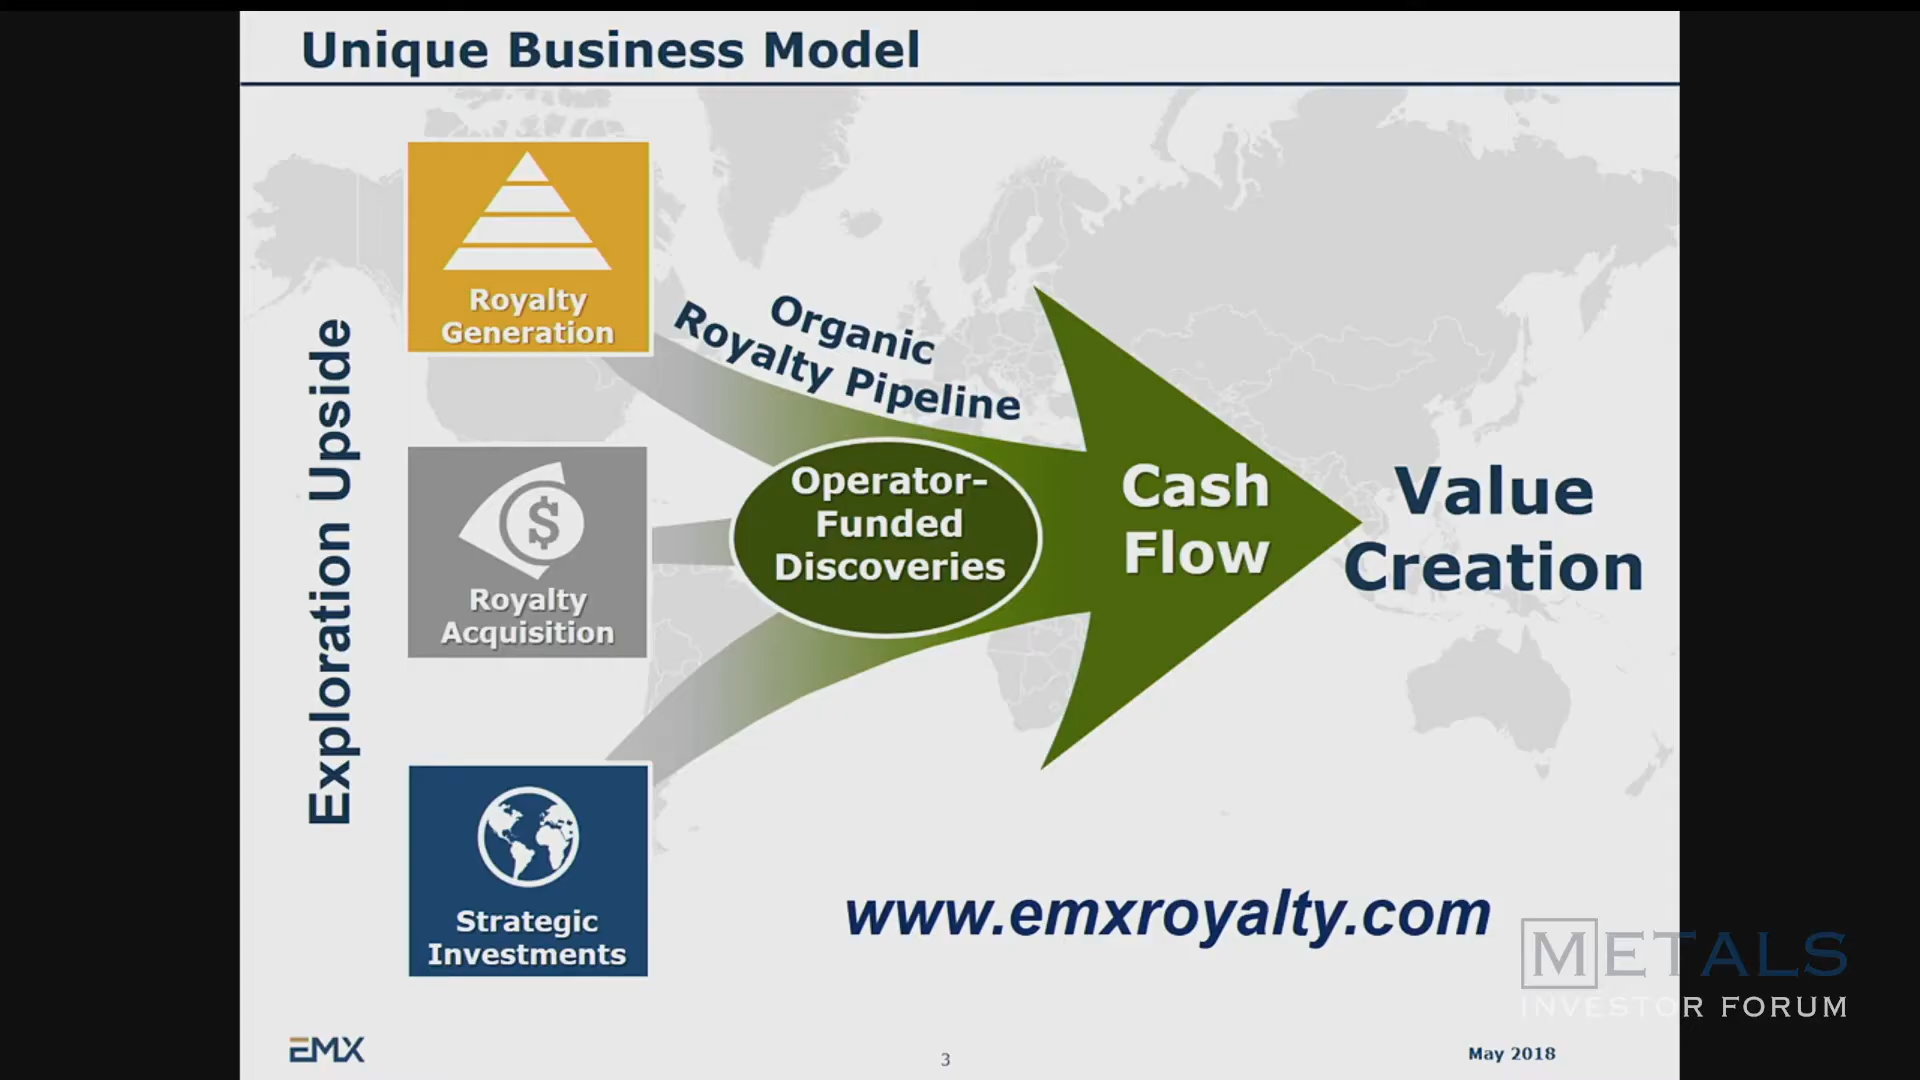 Unique Business Model
Exploration Upside
Royalty
Generation
Organic
Royalty Pipeline
Royalty
Acquisition
Operator-
Funded
Discoveries
Cash
Flow
Value
Creation
Strategic
Investments
www.emxroyalty.com
METALS
INVESTOR FORUM
EMX
3
May 2018